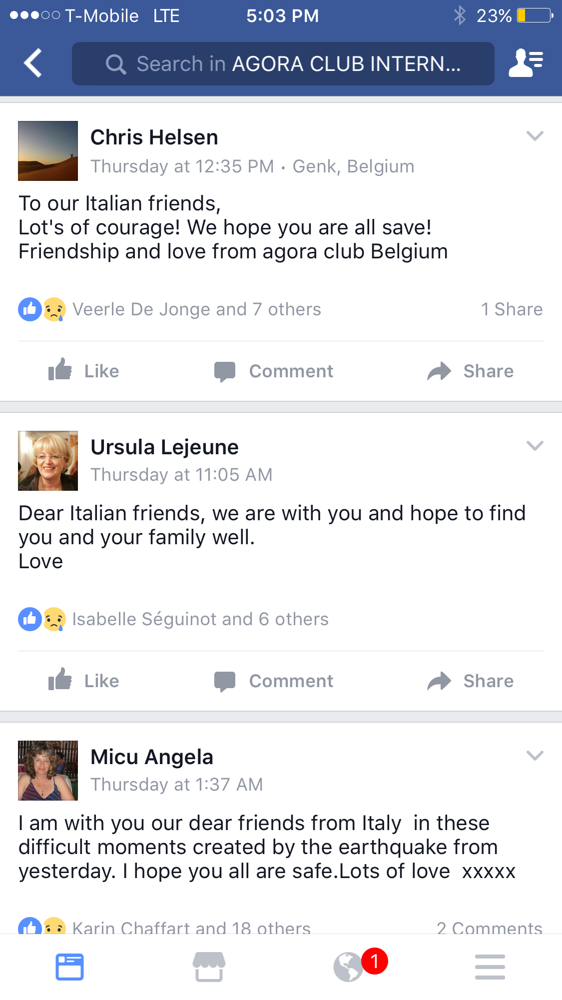 T-Mobile LTE 5:03 PM 23%
Search in AGORA CLUB INTERN...
Chris Helsen
Thursday at 12:35 PM • Genk, Belgium
To our Italian friends,
Lot's of courage! We hope you are all save!
Friendship and love from agora club Belgium
Veerle De Jonge and 7 others 1 Share
Like Comment Share
Ursula Lejeune
Thursday at 11:05 AM
Dear Italian friends, we are with you and hope to find
you and your family well.
Love
Isabelle Séguinot and 6 others
Like Comment Share
Micu Angela
Thursday at 1:37 AM
I am with you our dear friends from Italy  in these
difficult moments created by the earthquake from
yesterday. I hope you all are safe.Lots of love  xxxxx
Karin Chaffart and 18 others 2 Comments
1